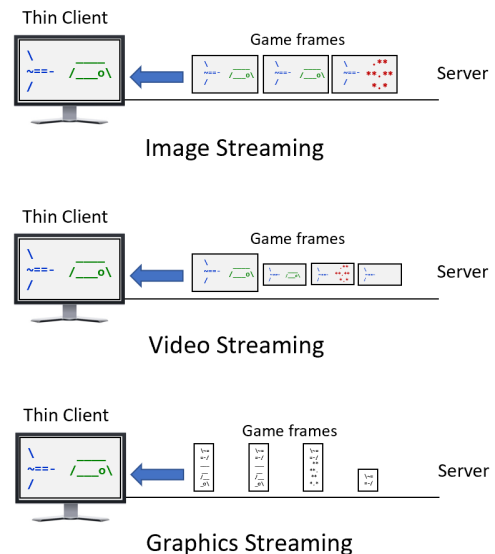 Thin Client
Game frames
Server
Image Streaming
Thin Client
Game frames
Server
Video Streaming
Thin Client
Game frames
Server
Graphics Streaming